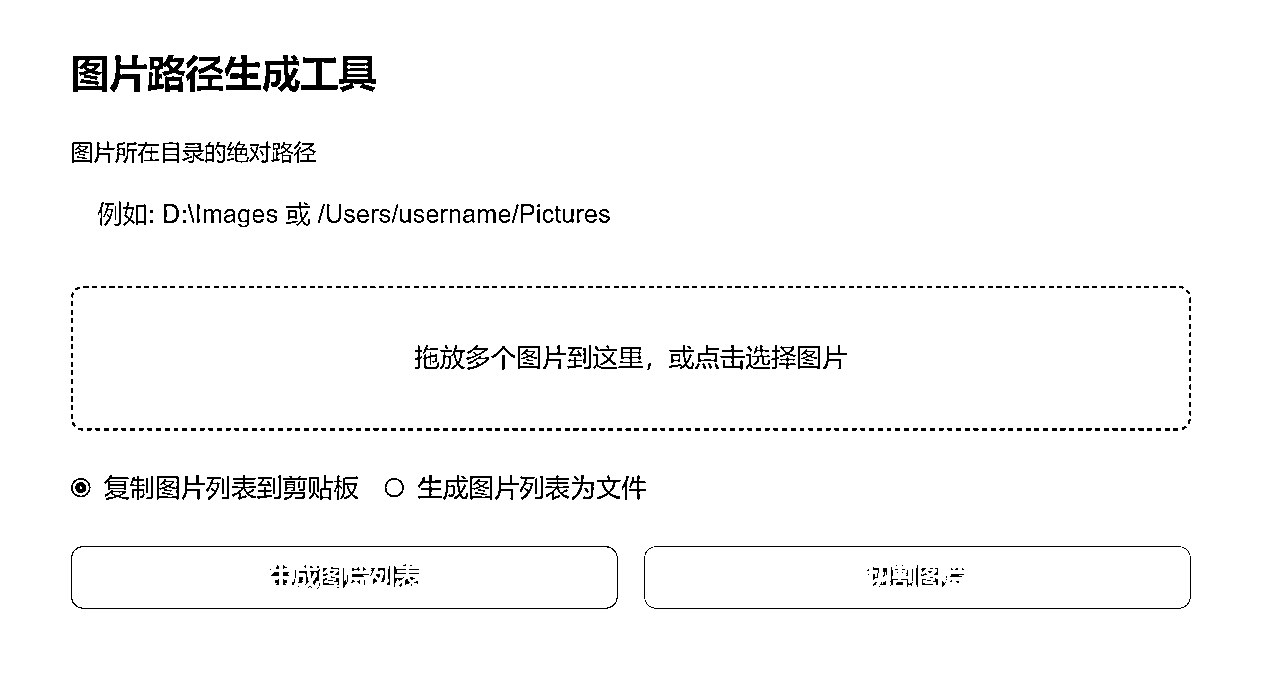 图片路径生成工具
图片所在目录的绝对路径
例如: D:\Images 或 /Users/username/Pictures
拖放多个图片到这里，或点击选择图片
复制图片列表到剪贴板 生成图片列表为文件
生成图片列表 切割图片